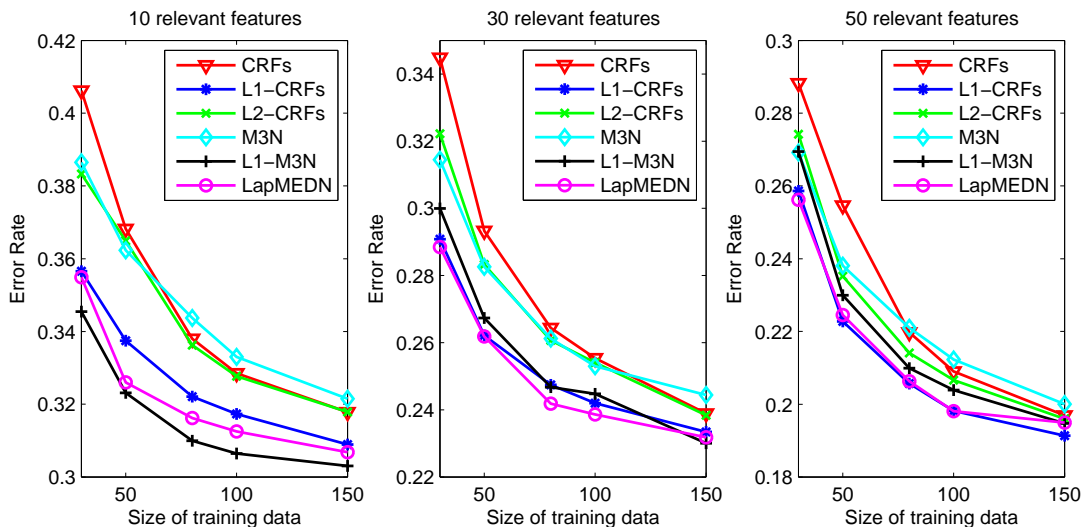 10 relevant features
0.42
0.4
0.38
0.36
0.34
0.32
0.3
Error Rate
50
100
150
Size of training data
CRFs
L1−CRFs
L2−CRFs
M3N
L1−M3N
LapMEDN
30 relevant features
0.34
0.32
0.3
0.28
0.26
0.24
0.22
Error Rate
50
100
150
Size of training data
CRFs
L1−CRFs
L2−CRFs
M3N
L1−M3N
LapMEDN
50 relevant features
0.3
0.28
0.26
0.24
0.22
0.2
0.18
Error Rate
50
100
150
Size of training data
CRFs
L1−CRFs
L2−CRFs
M3N
L1−M3N
LapMEDN